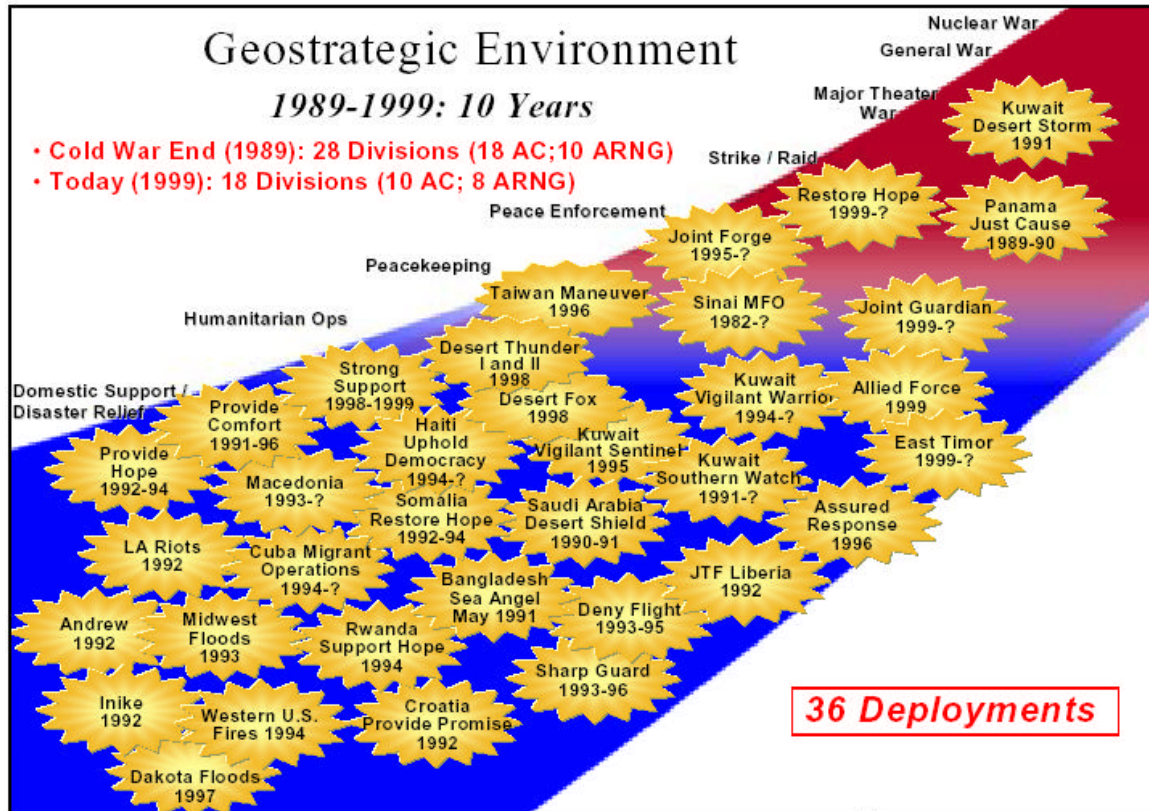 Geostrategic Environment
1989-1999: 10 Years
• Cold War End (1989): 28 Divisions (18 AC;10 ARNG)
• Today (1999): 18 Divisions (10 AC; 8 ARNG)
Nuclear War
General War
Major Theater
War
Strike / Raid
Peace Enforcement
Peacekeeping
Humanitarian Ops
Domestic Support /
Disaster Relief
Kuwait
Desert Storm
1991
Restore Hope
1999-?
Panama
Just Cause
1989-90
Joint Forge
1995-?
Taiwan Maneuver
1996
Sinai MFO
1982-?
Joint Guardian
1999-?
Desert Thunder
I and II
1998
Strong
Support
1998-1999
Desert Fox
1998
Kuwait
Vigilant Warrio
1994-?
Allied Force
1999
Provide
Comfort
1991-96
Haiti
Uphold
Democracy
1994-?
Kuwait
Vigilant Sentinel
1995
East Timor
1999-?
Provide
Hope
1992-94
Macedonia
1993-?
Kuwait
Southern Watch
1991-?
Somalia
Restore Hope
1992-94
Saudi Arabia
Desert Shield
1990-91
Assured
Response
1996
LA Riots
1992
Cuba Migrant
Operations
1994-?
Bangladesh
Sea Angel
May 1991
JTF Liberia
1992
Deny Flight
1993-95
Andrew
1992
Midwest
Floods
1993
Rwanda
Support Hope
1994
Sharp Guard
1993-96
Inike
1992
Western U.S.
Fires 1994
Croatia
Provide Promise
1992
Dakota Floods
1997
36 Deployments